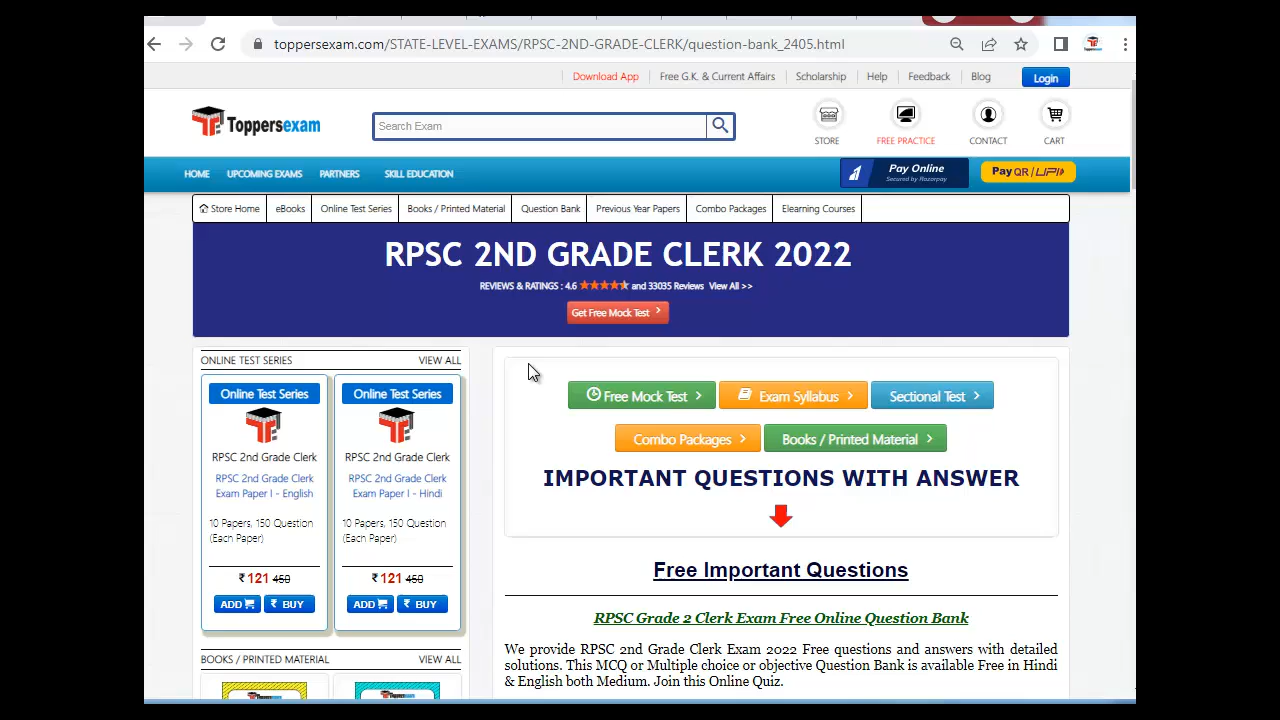 toppersexam.com/STATE-LEVEL-EXAMS/RPSC-2ND-GRADE-CLERK/question-bank_2405.html
Download App Free G.K. & Current Affairs Scholarship Help Feedback Blog Login
Toppersexam
Search Exam
STORE FREE PRACTICE CONTACT CART
HOME UPCOMING EXAMS PARTNERS SKILL EDUCATION
Pay Online
Secured by Razorpay
Pay QR / UPI
Store Home eBooks Online Test Series Books / Printed Material Question Bank Previous Year Papers Combo Packages Elearning Courses
RPSC 2ND GRADE CLERK 2022
REVIEWS & RATINGS : 4.6 and 33035 Reviews View All >>
Get Free Mock Test
ONLINE TEST SERIES VIEW ALL
Online Test Series
RPSC 2nd Grade Clerk
RPSC 2nd Grade Clerk
Exam Paper I - English
10 Papers, 150 Question
(Each Paper)
₹ 121 450
ADD ₹ BUY
Online Test Series
RPSC 2nd Grade Clerk
RPSC 2nd Grade Clerk
Exam Paper I - Hindi
10 Papers, 150 Question
(Each Paper)
₹ 121 450
ADD ₹ BUY
BOOKS / PRINTED MATERIAL VIEW ALL
Toppersexam
Toppersexam
Free Mock Test Exam Syllabus Sectional Test
Combo Packages Books / Printed Material
IMPORTANT QUESTIONS WITH ANSWER
Free Important Questions
RPSC Grade 2 Clerk Exam Free Online Question Bank
We provide RPSC 2nd Grade Clerk Exam 2022 Free questions and answers with detailed
solutions. This MCQ or Multiple choice or objective Question Bank is available Free in Hindi
& English both Medium. Join this Online Quiz.